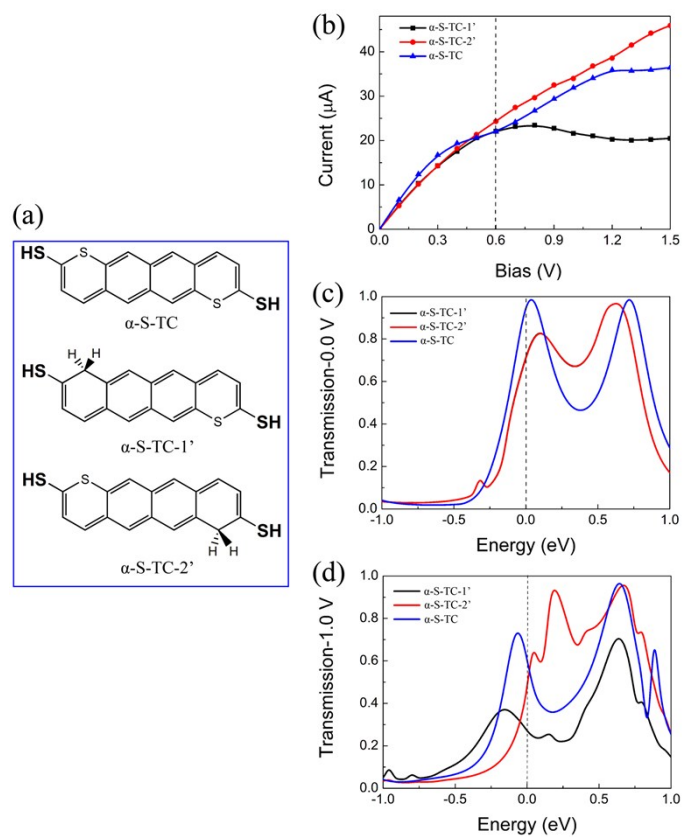 (a)
HS
S
S
SH
α-S-TC
H
H
HS
S
SH
α-S-TC-1’
HS
S
SH
H
H
α-S-TC-2’
(b)
α-S-TC-1’
α-S-TC-2’
α-S-TC
Current (μA)
40
30
20
10
0
0.0 0.3 0.6 0.9 1.2 1.5
Bias (V)
(c)
α-S-TC-1’
α-S-TC-2’
α-S-TC
Transmission-0.0 V
1.0
0.8
0.6
0.4
0.2
0.0
-1.0 -0.5 0.0 0.5 1.0
Energy (eV)
(d)
α-S-TC-1’
α-S-TC-2’
α-S-TC
Transmission-1.0 V
1.0
0.8
0.6
0.4
0.2
0.0
-1.0 -0.5 0.0 0.5 1.0
Energy (eV)